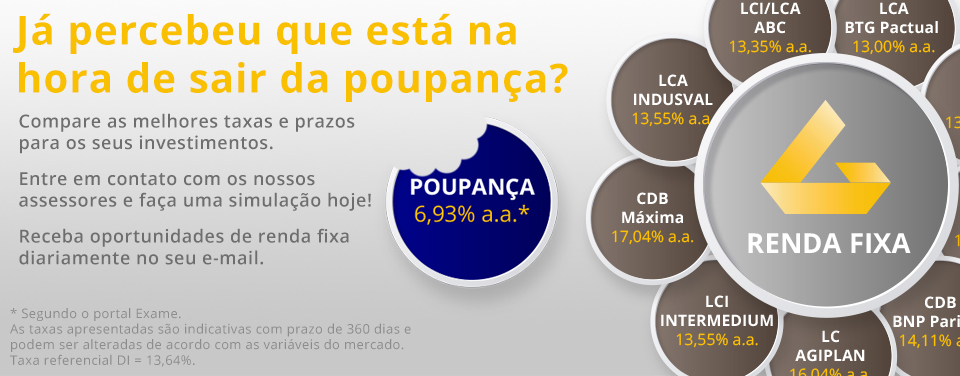 Já percebeu que está na
hora de sair da poupança?
Compare as melhores taxas e prazos
para os seus investimentos.
Entre em contato com os nossos
assessores e faça uma simulação hoje!
Receba oportunidades de renda fixa
diariamente no seu e-mail.
* Segundo o portal Exame.
As taxas apresentadas são indicativas com prazo de 360 dias e
podem ser alteradas de acordo com as variáveis do mercado.
Taxa referencial DI = 13,64%.
POUPANÇA
6,93% a.a.*
LCI/LCA
ABC
13,35% a.a.
LCA
BTG Pactual
13,00% a.a.
LCA
INDUSVAL
13,55% a.a
CDB
Máxima
17,04% a.a.
RENDA FIXA
LCI
INTERMEDIUM
13,55% a.a.
LC
AGIPLAN
16,04% a.a.
CDB
BNP Pari
14,11% a